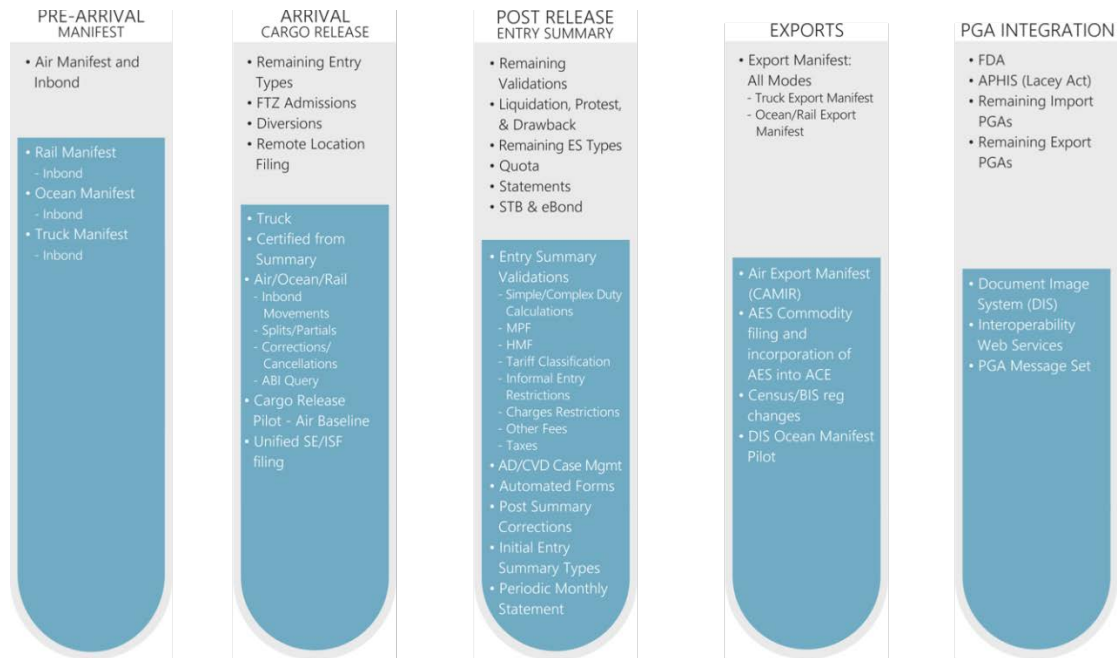 PRE-ARRIVAL
MANIFEST
• Air Manifest and
Inbond
• Rail Manifest
- Inbond
• Ocean Manifest
- Inbond
• Truck Manifest
- Inbond
ARRIVAL
CARGO RELEASE
• Remaining Entry
Types
• FTZ Admissions
• Diversions
• Remote Location
Filing
• Truck
• Certified from
Summary
• Air/Ocean/Rail
- Inbond
Movements
- Splits/Partials
- Corrections/
Cancellations
- ABI Query
• Cargo Release
Pilot - Air Baseline
• Unified SE/ISF
filing
POST RELEASE
ENTRY SUMMARY
• Remaining
Validations
• Liquidation, Protest,
& Drawback
• Remaining ES Types
• Quota
• Statements
• STB & eBond
• Entry Summary
Validations
- Simple/Complex Duty
Calculations
- MPF
- HMF
- Tariff Classification
- Informal Entry
Restrictions
- Charges Restrictions
- Other Fees
- Taxes
• AD/CVD Case Mgmt
• Automated Forms
• Post Summary
Corrections
• Initial Entry
Summary Types
• Periodic Monthly
Statement
EXPORTS
• Export Manifest:
All Modes
- Truck Export Manifest
- Ocean/Rail Export
Manifest
• Air Export Manifest
(CAMIR)
• AES Commodity
filing and
incorporation of
AES into ACE
• Census/BIS reg
changes
• DIS Ocean Manifest
Pilot
PGA INTEGRATION
• FDA
• APHIS (Lacey Act)
• Remaining Import
PGAs
• Remaining Export
PGAs
• Document Image
System (DIS)
• Interoperability
Web Services
• PGA Message Set